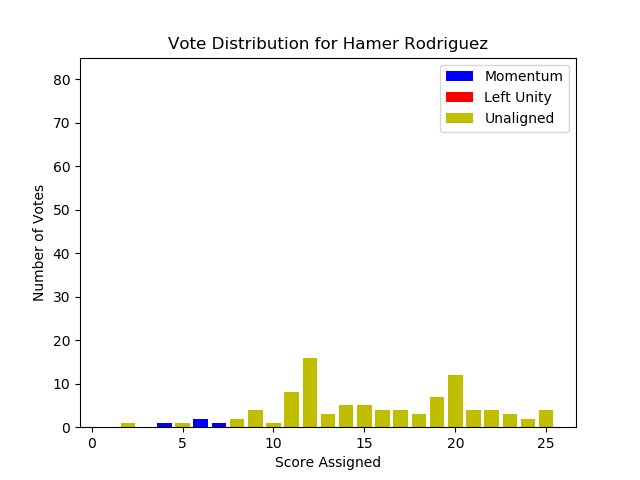 Vote Distribution for Hamer Rodriguez
Momentum
Left Unity
Unaligned
Number of Votes
80
70
60
50
40
30
20
10
0
0 5 10 15 20 25
Score Assigned